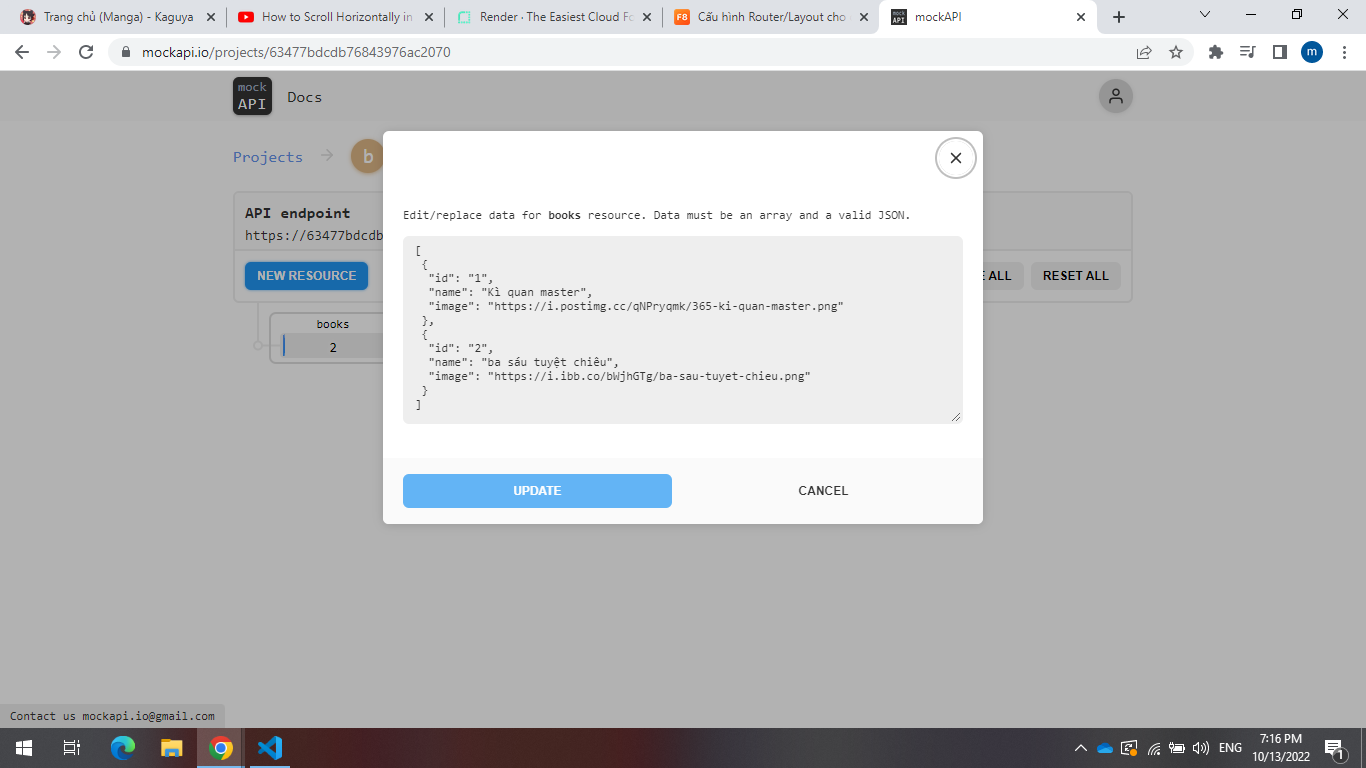 Trang chủ (Manga) - Kaguya
How to Scroll Horizontally in
Render · The Easiest Cloud Fo
F8
Cấu hình Router/Layout cho
mock API
mockAPI
mockapi.io/projects/63477bdcdb76843976ac2070
m
mock
API
Docs
Projects
b
API endpoint
https://63477bdcdb
NEW RESOURCE
E ALL
RESET ALL
books
2
Edit/replace data for books resource. Data must be an array and a valid JSON.
[
{
"id": "1",
"name": "Kì quan master",
"image": "https://i.postimg.cc/qNPryqmk/365-ki-quan-master.png"
},
{
"id": "2",
"name": "ba sáu tuyệt chiêu",
"image": "https://i.ibb.co/bWjhGTg/ba-sau-tuyet-chieu.png"
}
]
UPDATE
CANCEL
Contact us mockapi.io@gmail.com
ENG
7:16 PM
10/13/2022
1